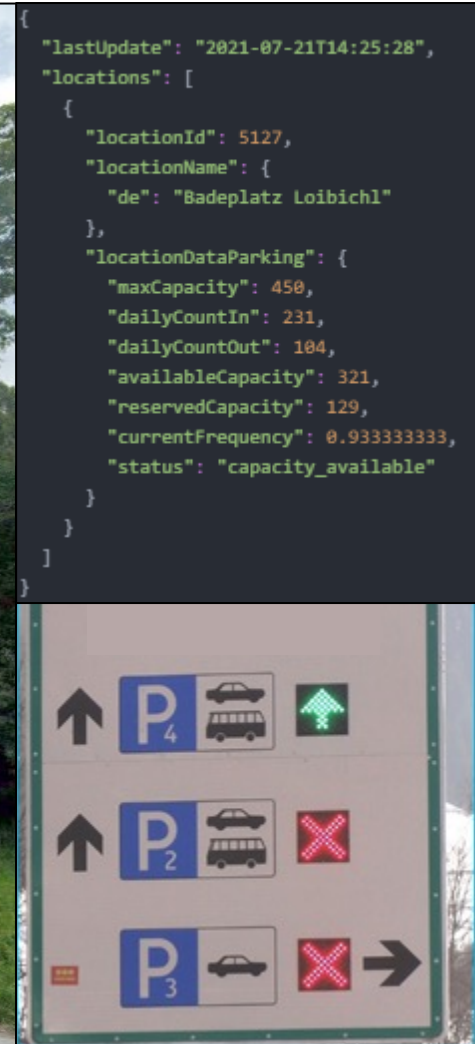 {
"lastUpdate": "2021-07-21T14:25:28",
"locations": [
{
"locationId": 5127,
"locationName": {
"de": "Badeplatz Loibichl"
},
"locationDataParking": {
"maxCapacity": 450,
"dailyCountIn": 231,
"dailyCountOut": 104,
"availableCapacity": 321,
"reservedCapacity": 129,
"currentFrequency": 0.933333333,
"status": "capacity_available"
}
}
]
}
P4
P2
P3